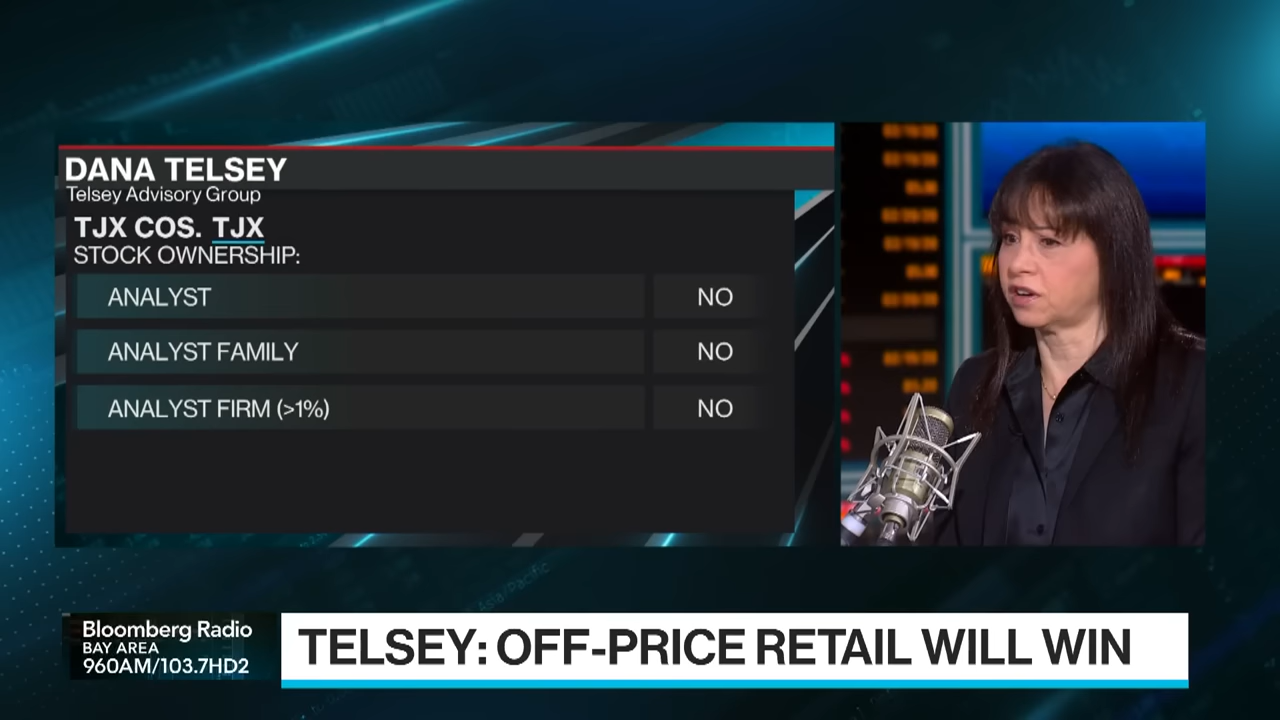 DANA TELSEY
Telsey Advisory Group
TJX COS. TJX
STOCK OWNERSHIP:
ANALYST NO
ANALYST FAMILY NO
ANALYST FIRM (>1%) NO
Bloomberg Radio
BAY AREA
960AM/103.7HD2
TELSEY: OFF-PRICE RETAIL WILL WIN